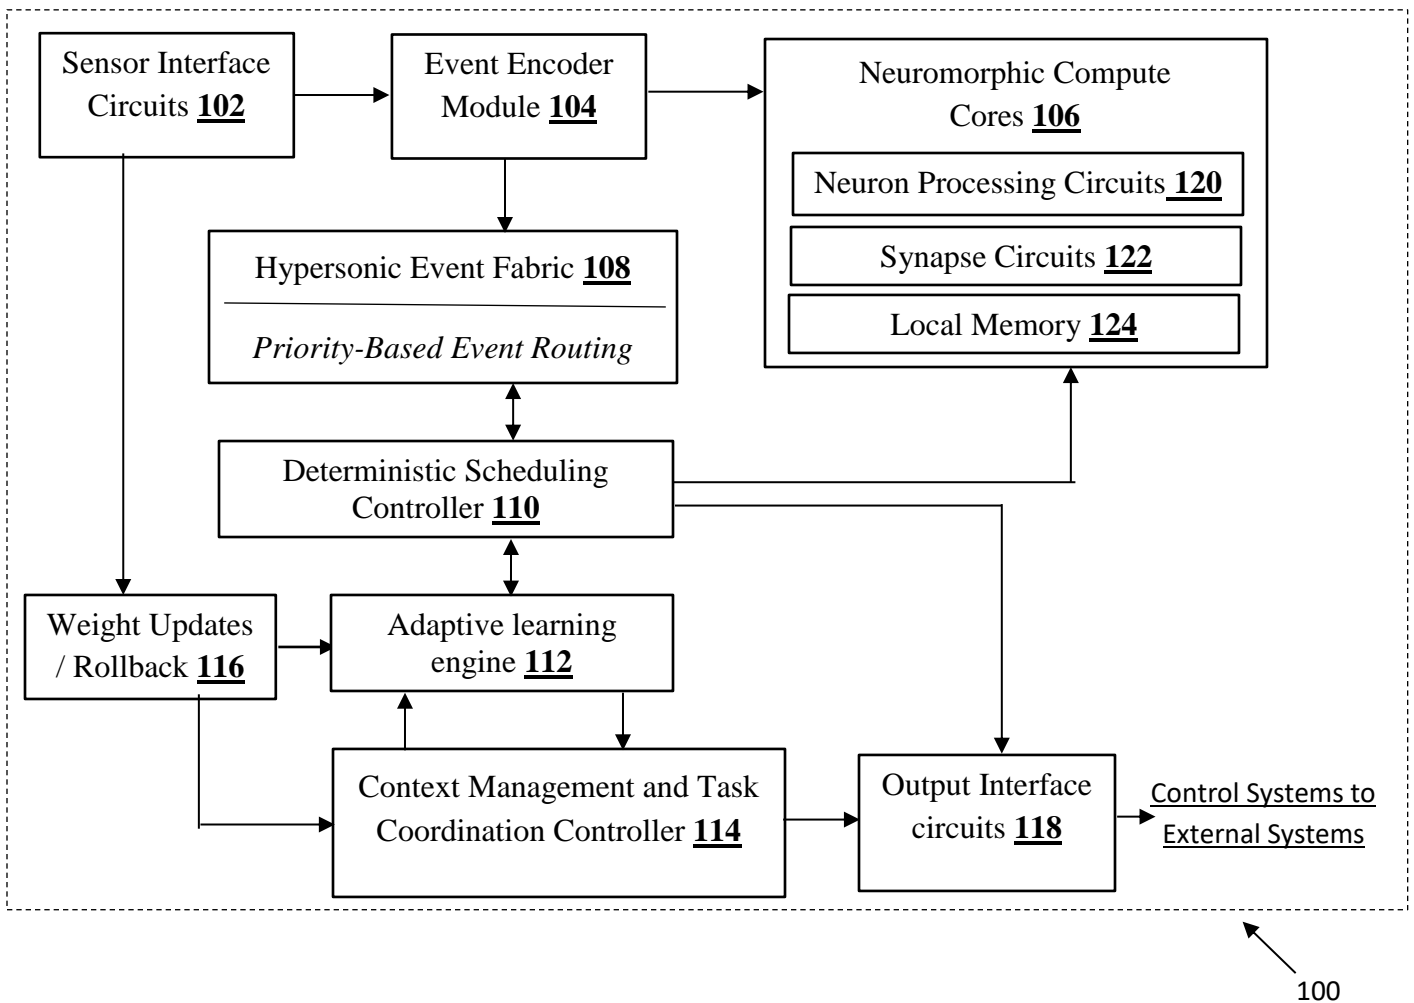 Sensor Interface
Circuits 102
Event Encoder
Module 104
Neuromorphic Compute
Cores 106
Neuron Processing Circuits 120
Synapse Circuits 122
Local Memory 124
Hypersonic Event Fabric 108
Priority-Based Event Routing
Deterministic Scheduling
Controller 110
Weight Updates
/ Rollback 116
Adaptive learning
engine 112
Context Management and Task
Coordination Controller 114
Output Interface
circuits 118
Control Systems to
External Systems
100